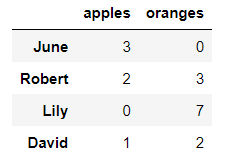 apples oranges
June 3 0
Robert 2 3
Lily 0 7
David 1 2